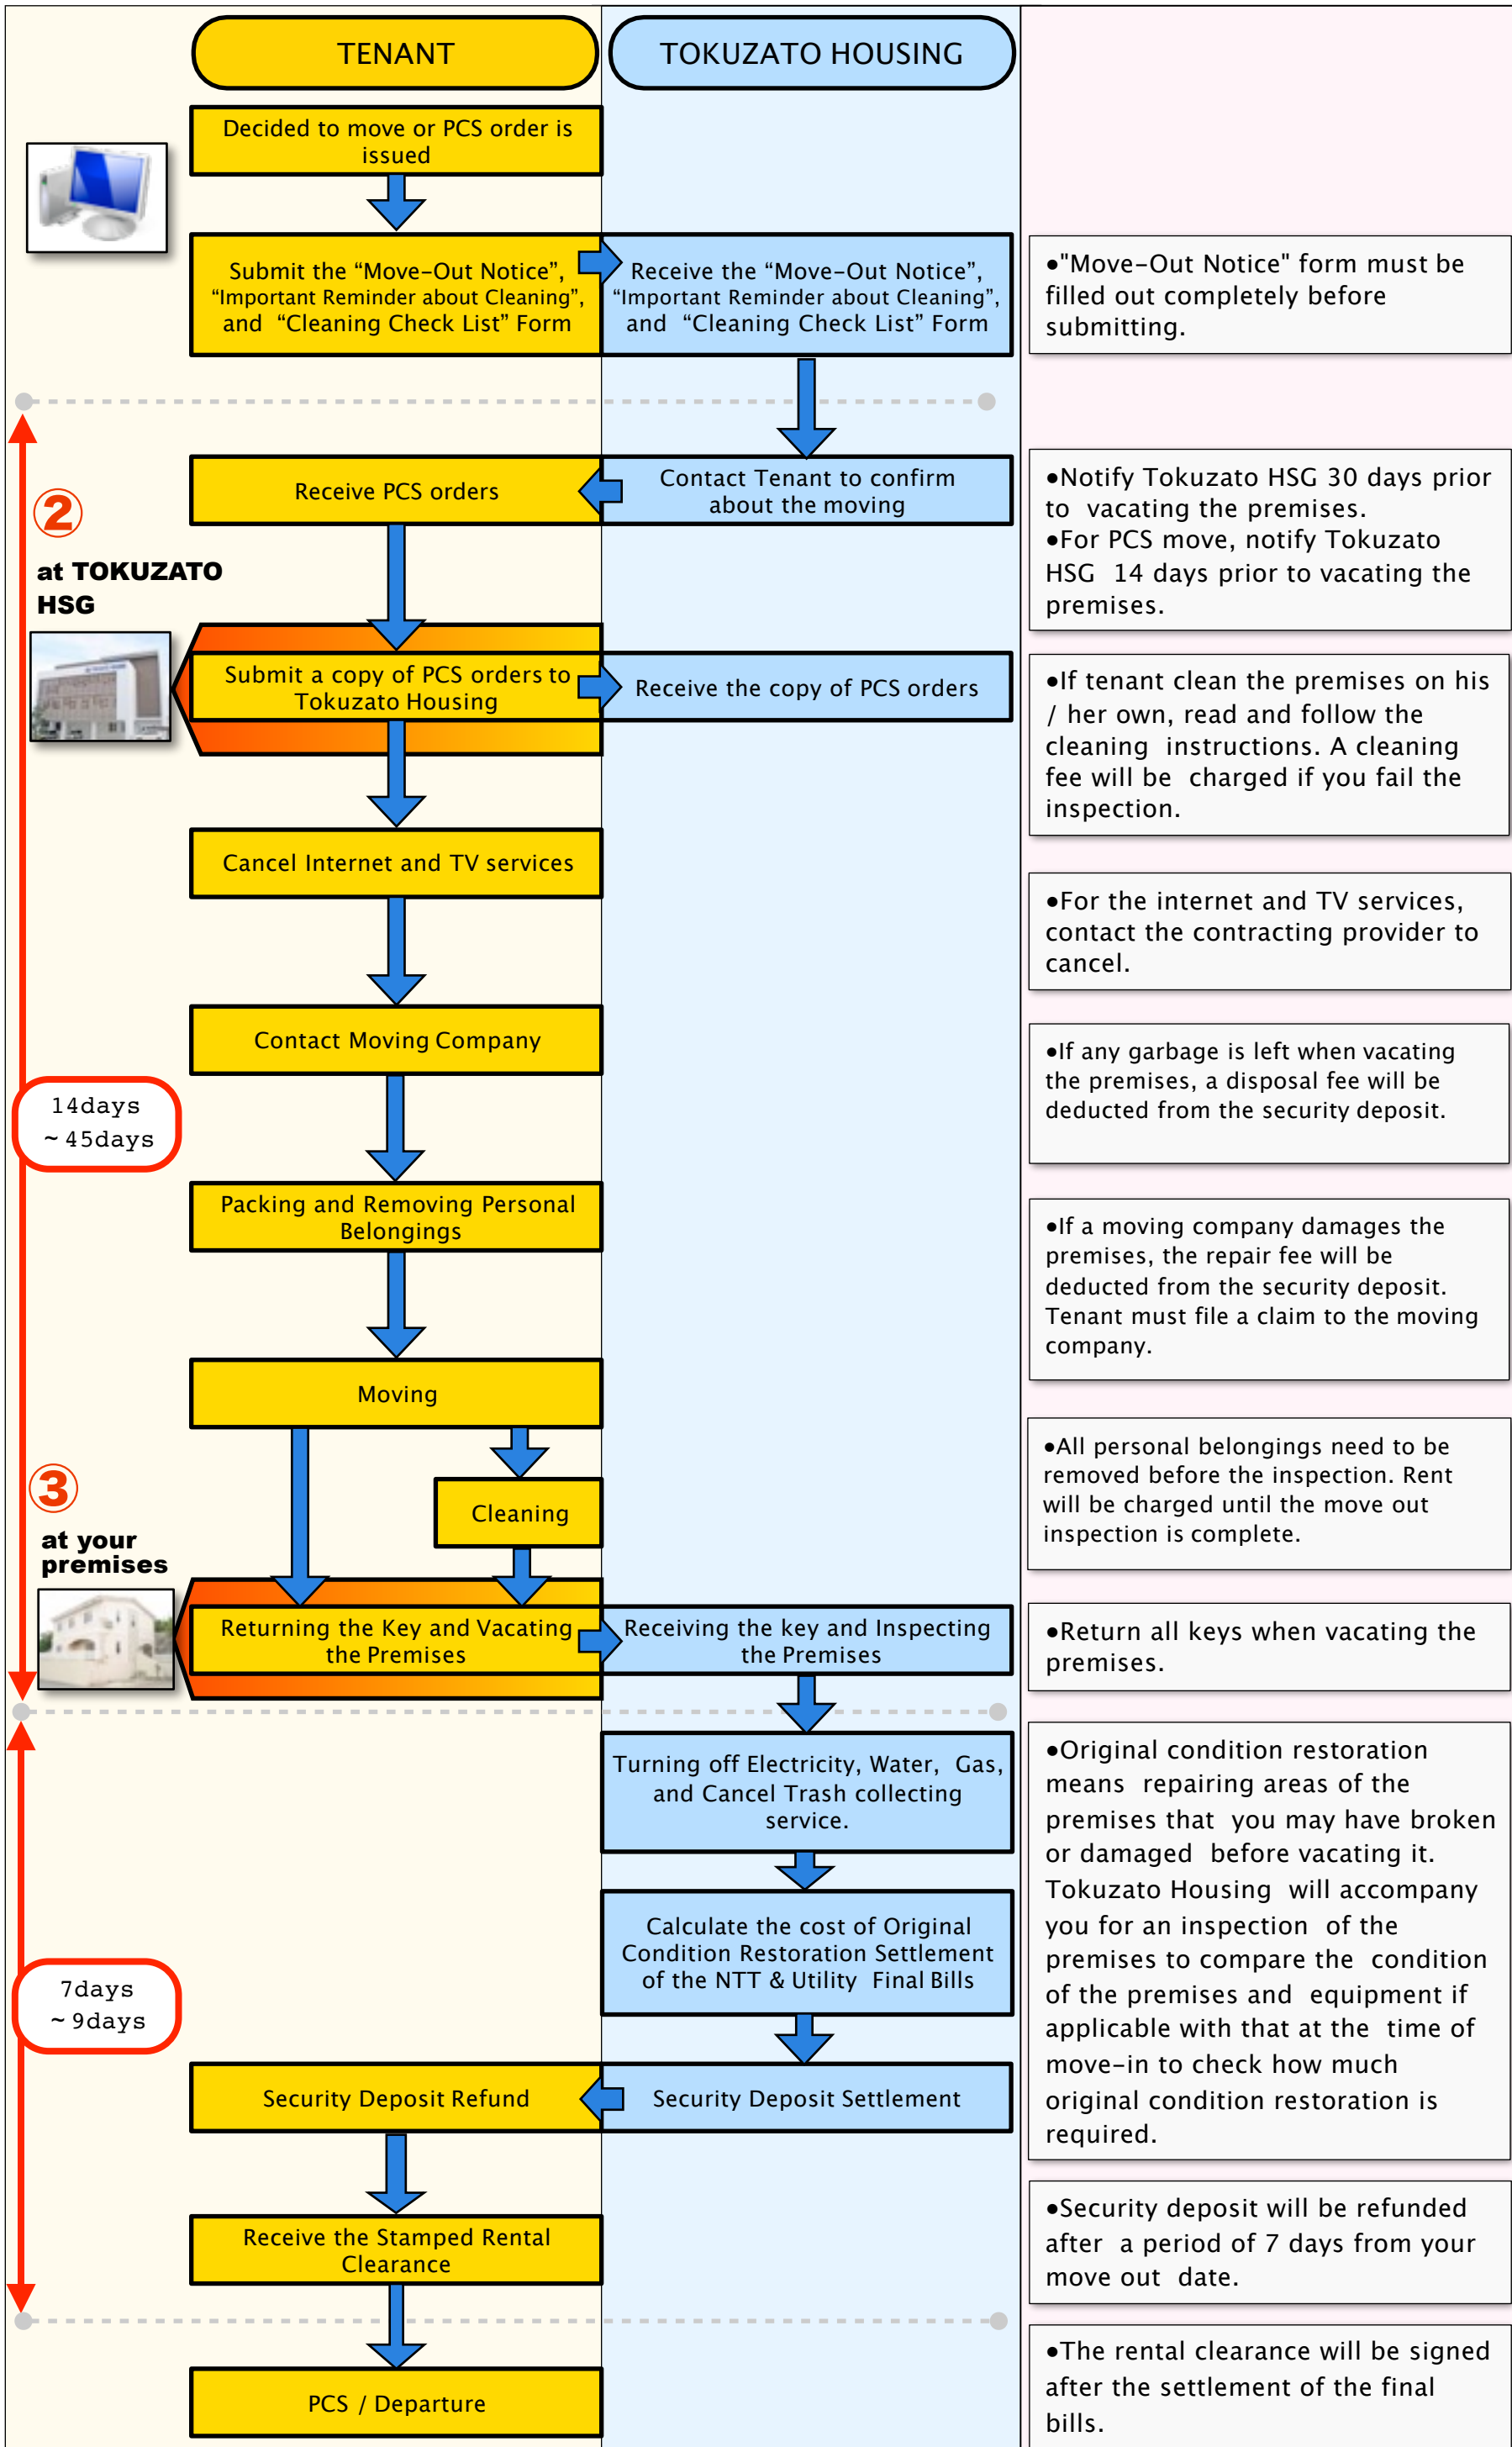 TENANT
TOKUZATO HOUSING
Decided to move or PCS order is
issued
Submit the “Move-Out Notice”,
“Important Reminder about Cleaning”,
and “Cleaning Check List” Form
Receive the “Move-Out Notice”,
“Important Reminder about Cleaning”,
and “Cleaning Check List” Form
●"Move-Out Notice" form must be
filled out completely before
submitting.
Receive PCS orders
Contact Tenant to confirm
about the moving
●Notify Tokuzato HSG 30 days prior
to vacating the premises.
●For PCS move, notify Tokuzato
HSG 14 days prior to vacating the
premises.
②
at TOKUZATO
HSG
Submit a copy of PCS orders to
Tokuzato Housing
Receive the copy of PCS orders
●If tenant clean the premises on his
/ her own, read and follow the
cleaning instructions. A cleaning
fee will be charged if you fail the
inspection.
Cancel Internet and TV services
●For the internet and TV services,
contact the contracting provider to
cancel.
Contact Moving Company
●If any garbage is left when vacating
the premises, a disposal fee will be
deducted from the security deposit.
14days
~45days
Packing and Removing Personal
Belongings
●If a moving company damages the
premises, the repair fee will be
deducted from the security deposit.
Tenant must file a claim to the moving
company.
Moving
●All personal belongings need to be
removed before the inspection. Rent
will be charged until the move out
inspection is complete.
③
at your
premises
Cleaning
Returning the Key and Vacating
the Premises
Receiving the key and Inspecting
the Premises
●Return all keys when vacating the
premises.
Turning off Electricity, Water, Gas,
and Cancel Trash collecting
service.
●Original condition restoration
means repairing areas of the
premises that you may have broken
or damaged before vacating it.
Tokuzato Housing will accompany
you for an inspection of the
premises to compare the condition
of the premises and equipment if
applicable with that at the time of
move-in to check how much
original condition restoration is
required.
Calculate the cost of Original
Condition Restoration Settlement
of the NTT & Utility Final Bills
7days
~9days
Security Deposit Refund
Security Deposit Settlement
Receive the Stamped Rental
Clearance
●Security deposit will be refunded
after a period of 7 days from your
move out date.
PCS / Departure
●The rental clearance will be signed
after the settlement of the final
bills.